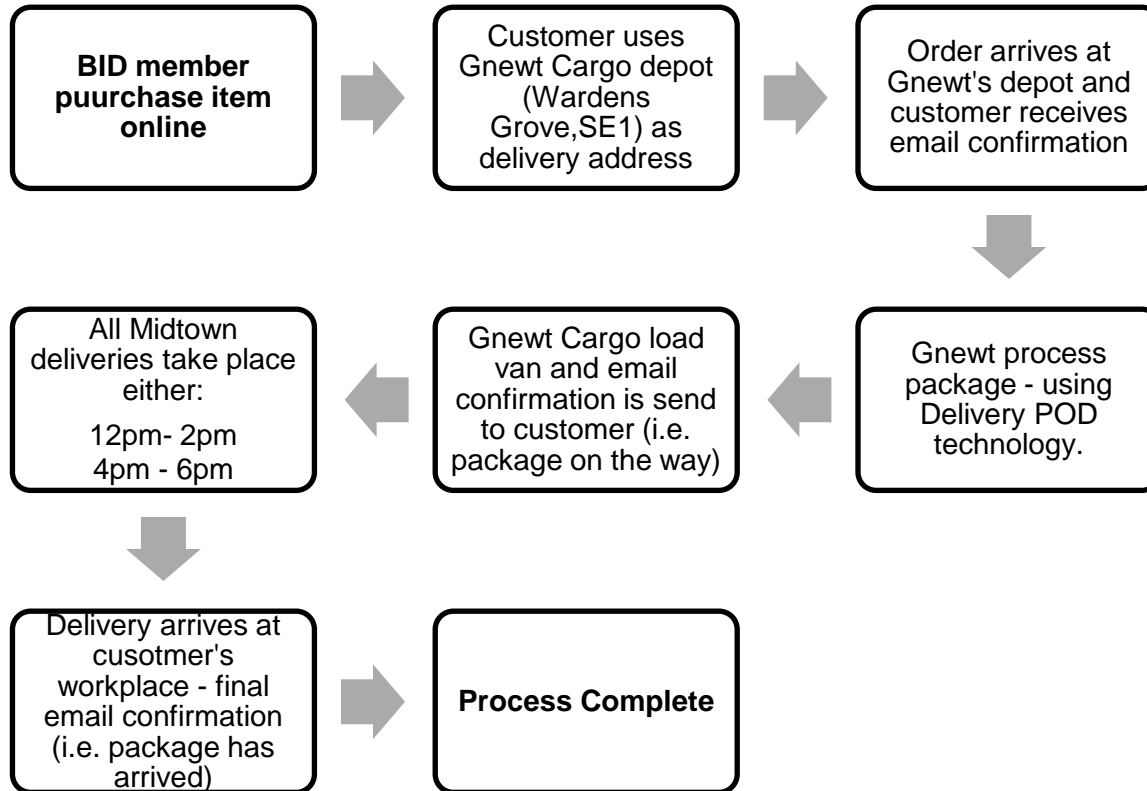 BID member
puurchase item
online
Customer uses
Gnewt Cargo depot
(Wardens
Grove,SE1) as
delivery address
Order arrives at
Gnewt's depot and
customer receives
email confirmation
Gnewt process
package - using
Delivery POD
technology.
Gnewt Cargo load
van and email
confirmation is send
to customer (i.e.
package on the way)
All Midtown
deliveries take place
either:
12pm- 2pm
4pm - 6pm
Delivery arrives at
cusotmer's
workplace - final
email confirmation
(i.e. package has
arrived)
Process Complete